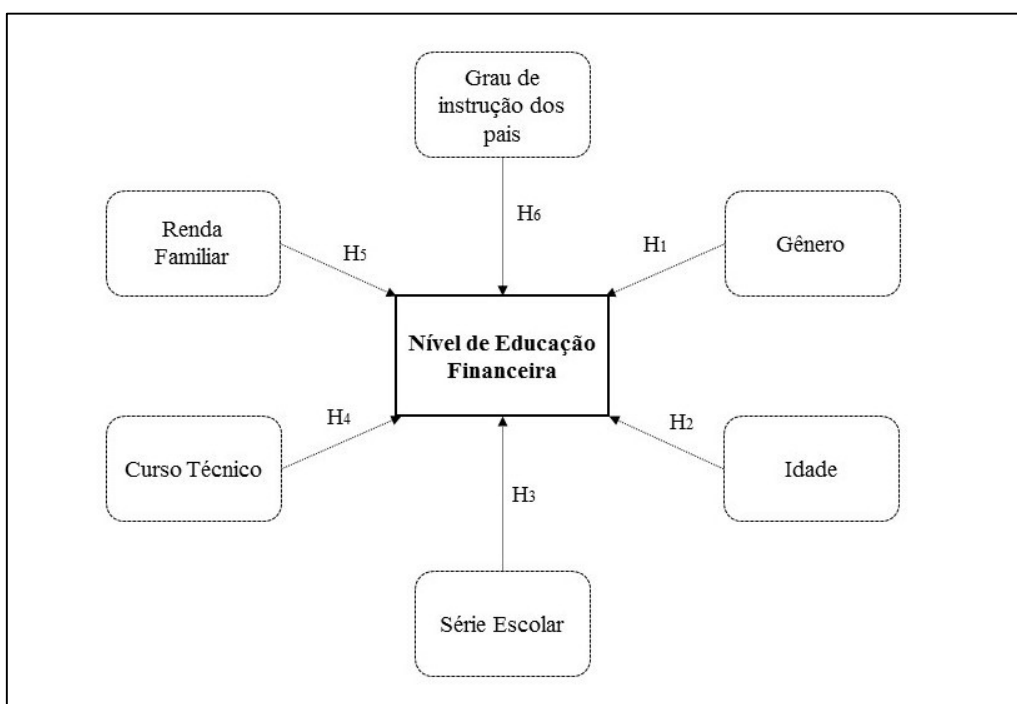 Grau de
instrução dos
pais
H6
Renda
Familiar
H5
H1
Gênero
Nível de Educação
Financeira
Curso Técnico
H4
H2
Idade
H3
Série Escolar